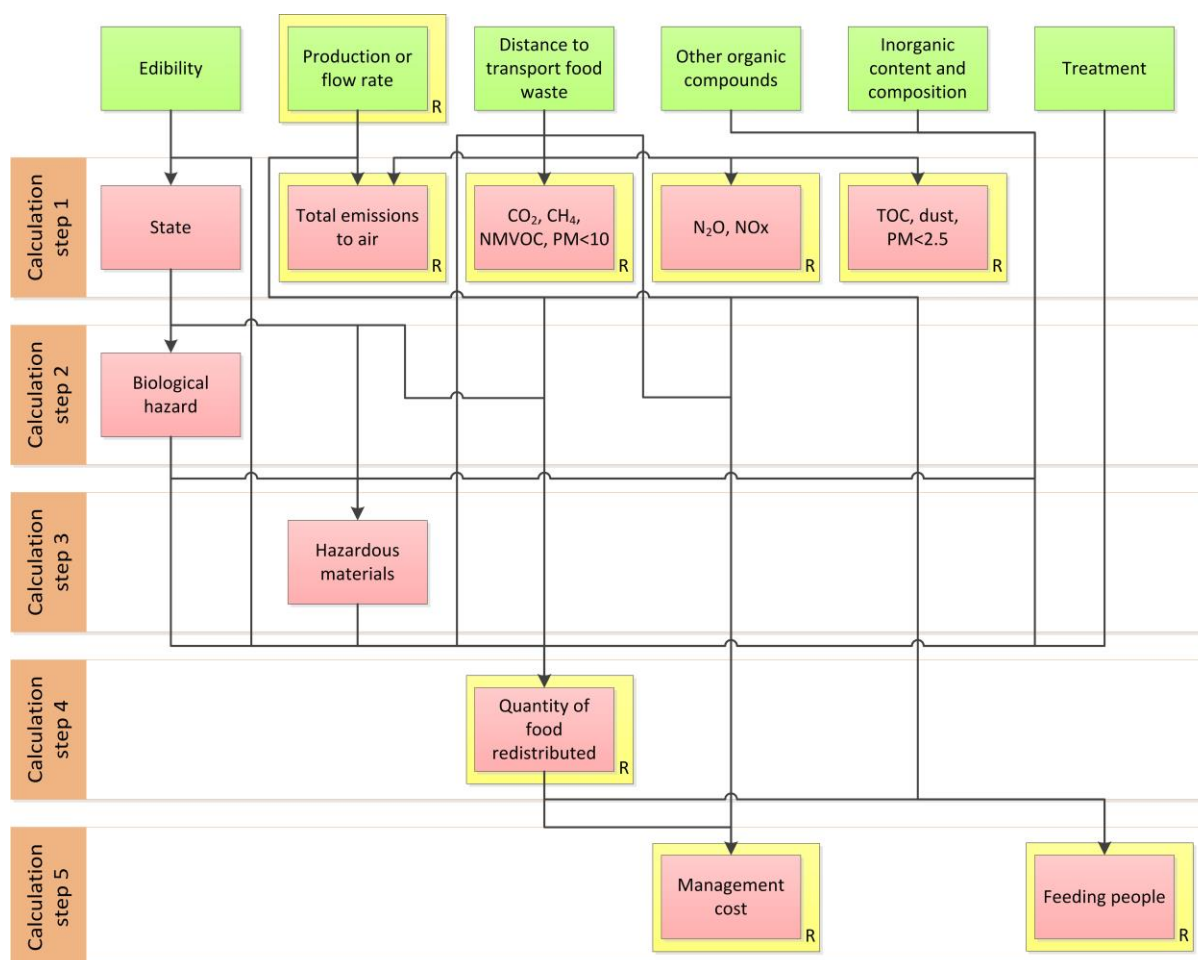 Edibility
Production or
flow rate
R
Distance to
transport food
waste
Other organic
compounds
Inorganic
content and
composition
Treatment
Calculation
step 1
State
Total emissions
to air
R
CO₂, CH₄,
NMVOC, PM<10
R
N₂O, NOx
R
TOC, dust,
PM<2.5
R
Calculation
step 2
Biological
hazard
Calculation
step 3
Hazardous
materials
Calculation
step 4
Quantity of
food
redistributed
R
Calculation
step 5
Management
cost
R
Feeding people
R